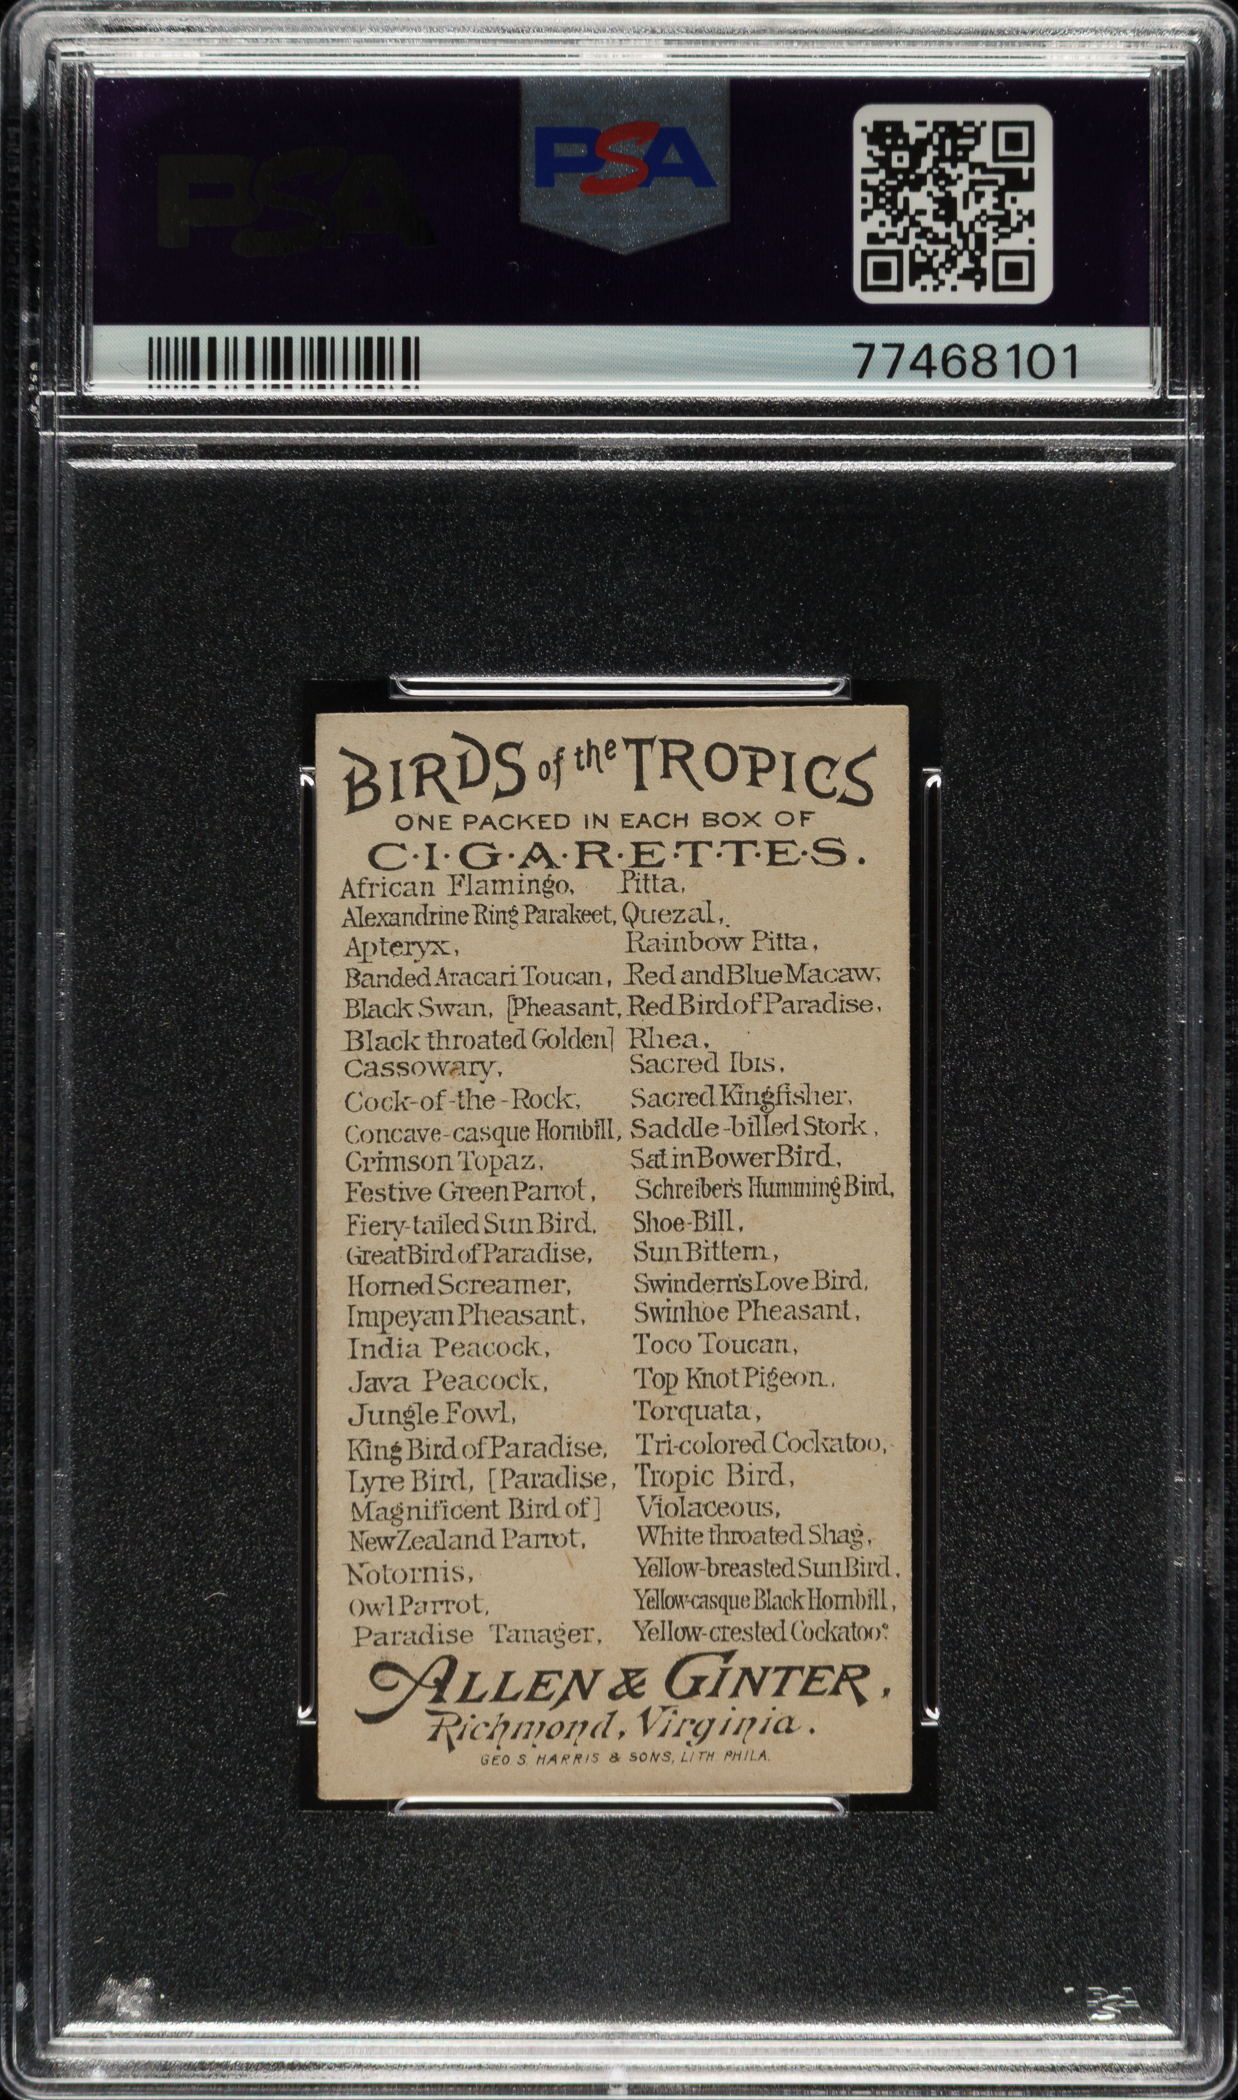 PSA
PSA
77468101
BIRDS of the TROPICS
ONE PACKED IN EACH BOX OF
C·I·G·A·R·E·T·T·E·S.
African Flamingo, Pitta,
Alexandrine Ring Parakeet, Quezal,
Apteryx, Rainbow Pitta,
Banded Aracari Toucan, Red and Blue Macaw,
Black Swan, [Pheasant, Red Bird of Paradise,
Black throated Golden] Rhea,
Cassowary, Sacred Ibis,
Cock-of-the-Rock, Sacred Kingfisher,
Concave-casque Hornbill, Saddle-billed Stork,
Crimson Topaz, Satin Bower Bird,
Festive Green Parrot, Schreibers Humming Bird,
Fiery-tailed Sun Bird, Shoe-Bill,
Great Bird of Paradise, Sun Bittern,
Horned Screamer, Swindern's Love Bird,
Impeyan Pheasant, Swinhoe Pheasant,
India Peacock, Toco Toucan,
Java Peacock, Top Knot Pigeon,
Jungle Fowl, Torquata,
King Bird of Paradise, Tri-colored Cockatoo,
Lyre Bird, [Paradise, Tropic Bird,
Magnificent Bird of] Violaceous,
New Zealand Parrot, White throated Shag,
Notornis, Yellow-breasted Sun Bird,
Owl Parrot, Yellow-casque Black Hornbill,
Paradise Tanager, Yellow-crested Cockatoo.
ALLEN & GINTER,
Richmond, Virginia.
GEO. S. HARRIS & SONS, LITH. PHILA.